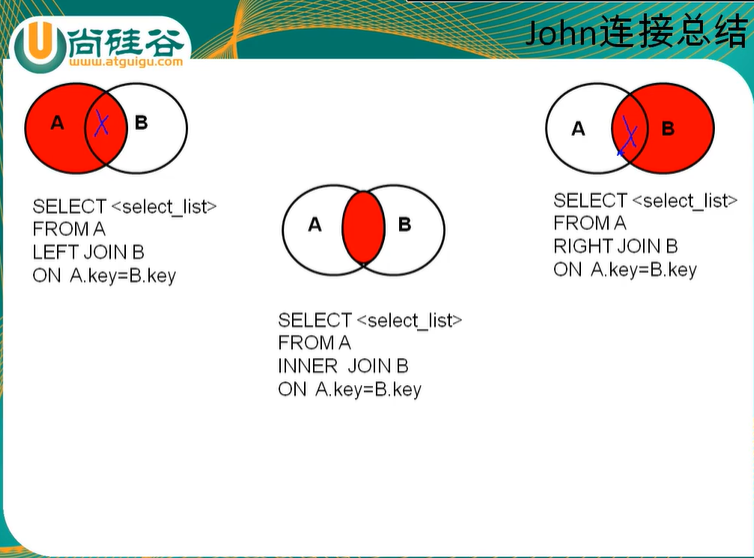 尚硅谷
www.atguigu.com
John连接总结
A
B
SELECT <select_list>
FROM A
LEFT JOIN B
ON A.key=B.key
A
B
SELECT <select_list>
FROM A
INNER JOIN B
ON A.key=B.key
A
B
SELECT <select_list>
FROM A
RIGHT JOIN B
ON A.key=B.key